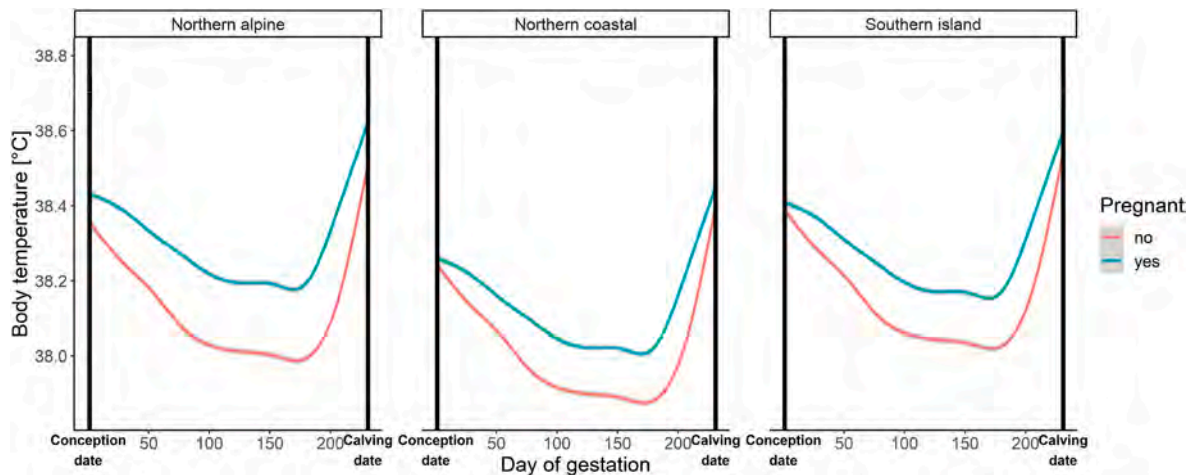 Northern alpine
Northern coastal
Southern island
Body temperature [°C]
38.8
38.6
38.4
38.2
38.0
Conception date
50
100
150
200
Calving date
Conception date
50
100
150
200
Calving date
Conception date
50
100
150
200
Calving date
Day of gestation
Pregnant
no
yes